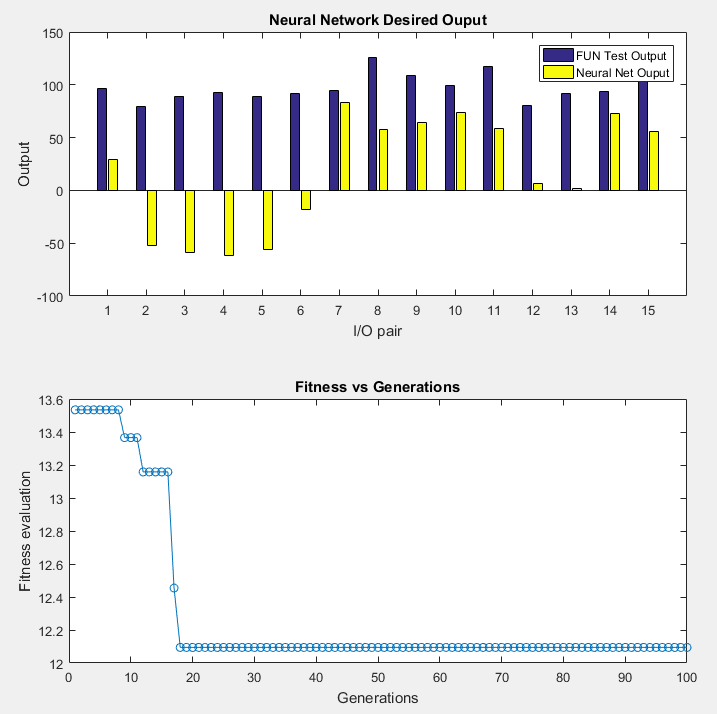 Neural Network Desired Ouput
150
100
50
0
-50
-100
Output
FUN Test Output
Neural Net Ouput
1 2 3 4 5 6 7 8 9 10 11 12 13 14 15
I/O pair
Fitness vs Generations
13.6
13.4
13.2
13
12.8
12.6
12.4
12.2
12
Fitness evaluation
0 10 20 30 40 50 60 70 80 90 100
Generations